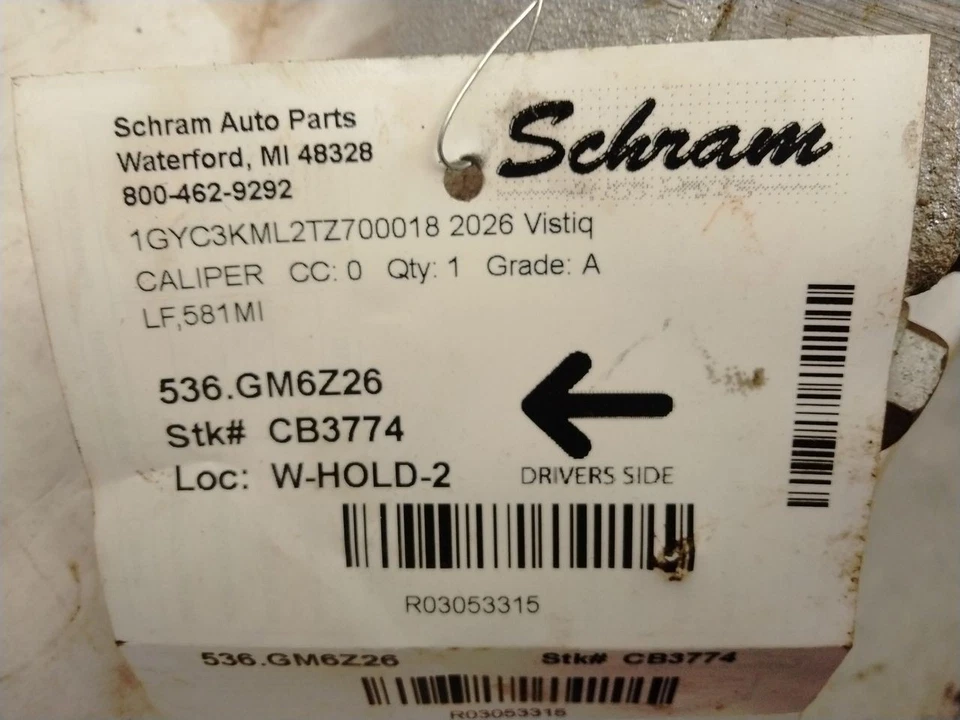 Schram Auto Parts
Waterford, MI 48328
800-462-9292
Schram
1GYC3KML2TZ700018 2026 Vistiq
CALIPER CC: 0 Qty: 1 Grade: A
LF,581MI
536.GM6Z26
Stk# CB3774
Loc: W-HOLD-2
DRIVERS SIDE
R03053315
536.GM6Z26 Stk# CB3774
R03053315